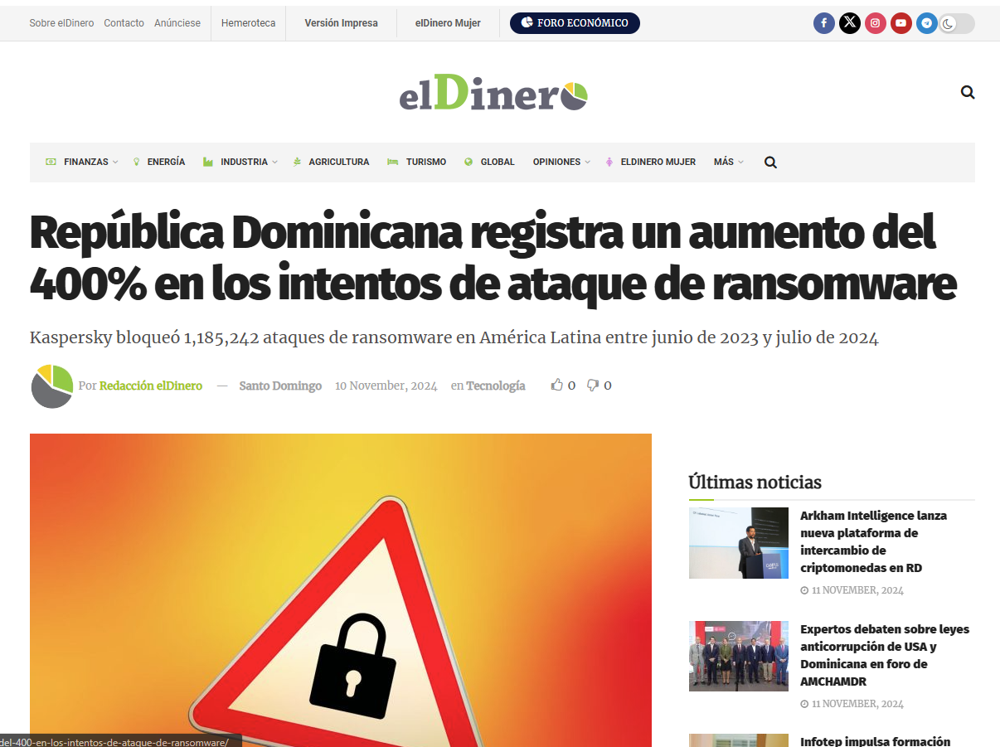 Sobre elDinero Contacto Anúnciese Hemeroteca Versión Impresa elDinero Mujer FORO ECONÓMICO
elDinero
FINANZAS ENERGÍA INDUSTRIA AGRICULTURA TURISMO GLOBAL OPINIONES ELDINERO MUJER MÁS
República Dominicana registra un aumento del
400% en los intentos de ataque de ransomware
Kaspersky bloqueó 1,185,242 ataques de ransomware en América Latina entre junio de 2023 y julio de 2024
Por Redacción elDinero — Santo Domingo 10 November, 2024 en Tecnología 0 0
Últimas noticias
Arkham Intelligence lanza
nueva plataforma de
intercambio de
criptomonedas en RD
11 NOVEMBER, 2024
Expertos debaten sobre leyes
anticorrupción de USA y
Dominicana en foro de
AMCHAMDR
11 NOVEMBER, 2024
Infotep impulsa formación
del-400-en-los-intentos-de-ataque-de-ransomware/